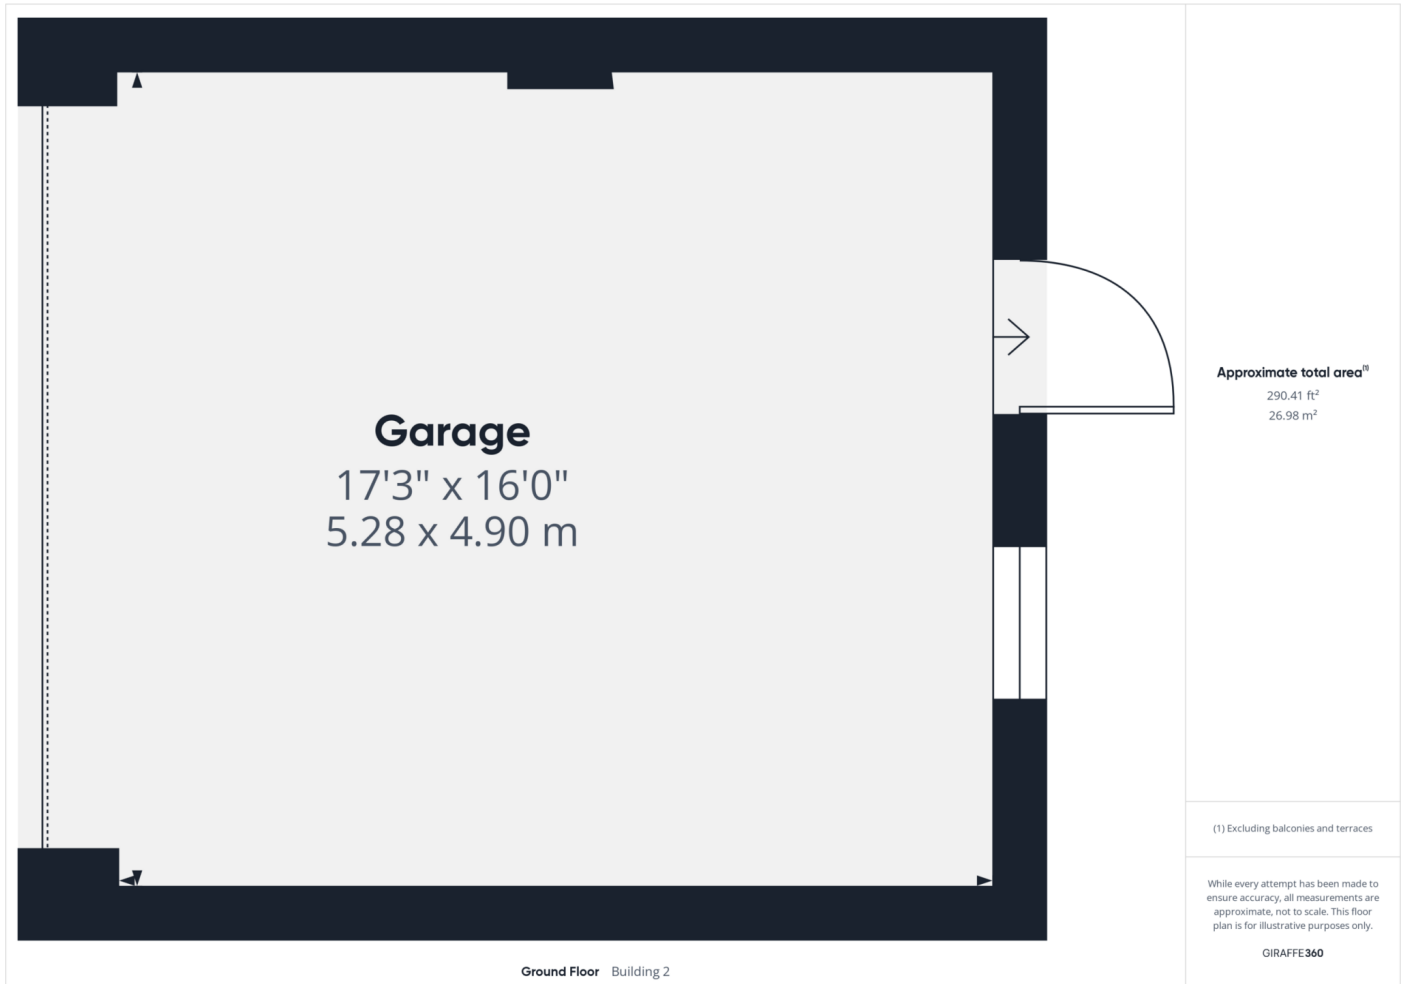 Garage
17'3" x 16'0"
5.28 x 4.90 m
Approximate total area⁽¹⁾
290.41 ft²
26.98 m²
(1) Excluding balconies and terraces
While every attempt has been made to
ensure accuracy, all measurements are
approximate, not to scale. This floor
plan is for illustrative purposes only.
GIRAFFE360
Ground Floor Building 2